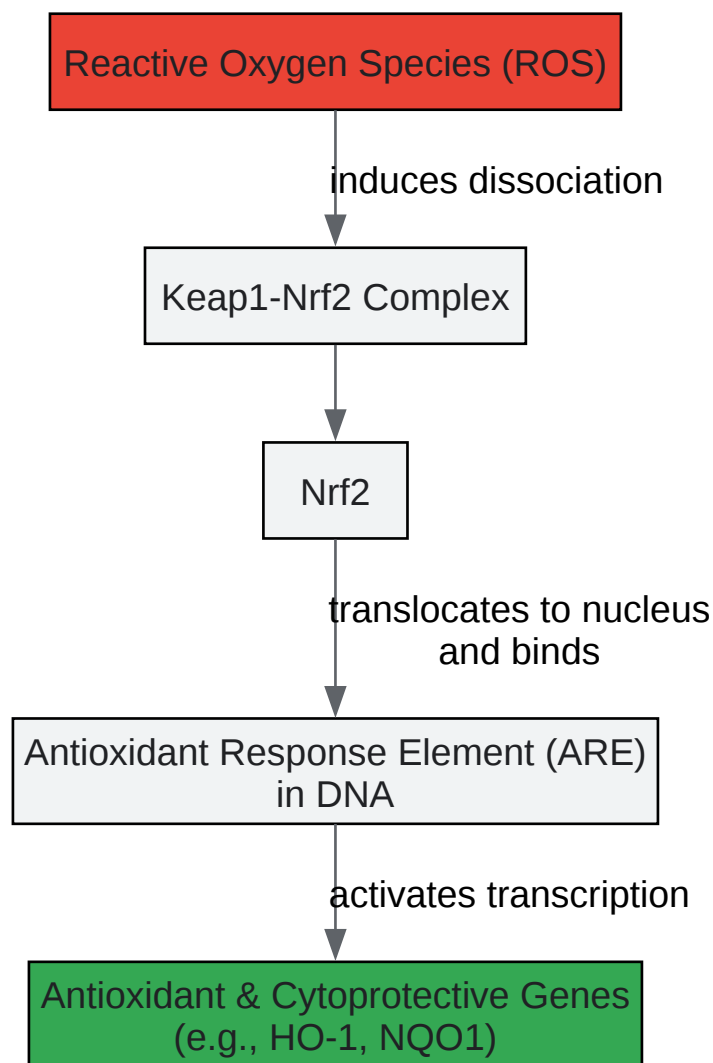 Reactive Oxygen Species (ROS)
induces dissociation
Keap1-Nrf2 Complex
Nrf2
translocates to nucleus
and binds
Antioxidant Response Element (ARE)
in DNA
activates transcription
Antioxidant & Cytoprotective Genes
(e.g., HO-1, NQO1)